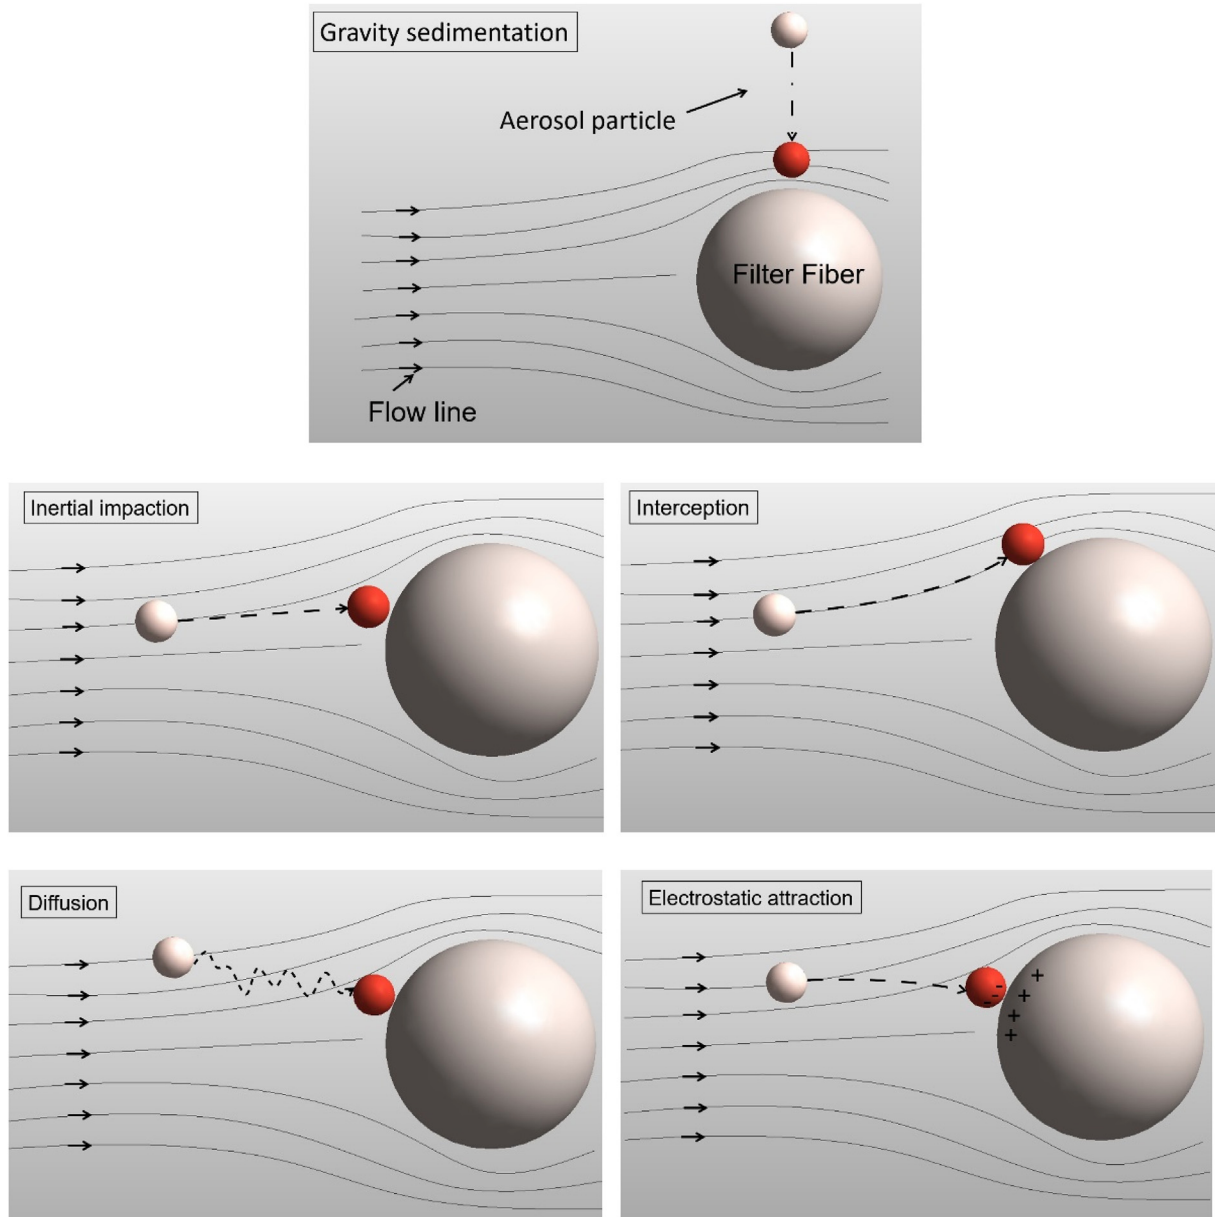 Gravity sedimentation
Aerosol particle
Filter Fiber
Flow line
Inertial impaction
Interception
Diffusion
Electrostatic attraction
- + 
- +
+
+